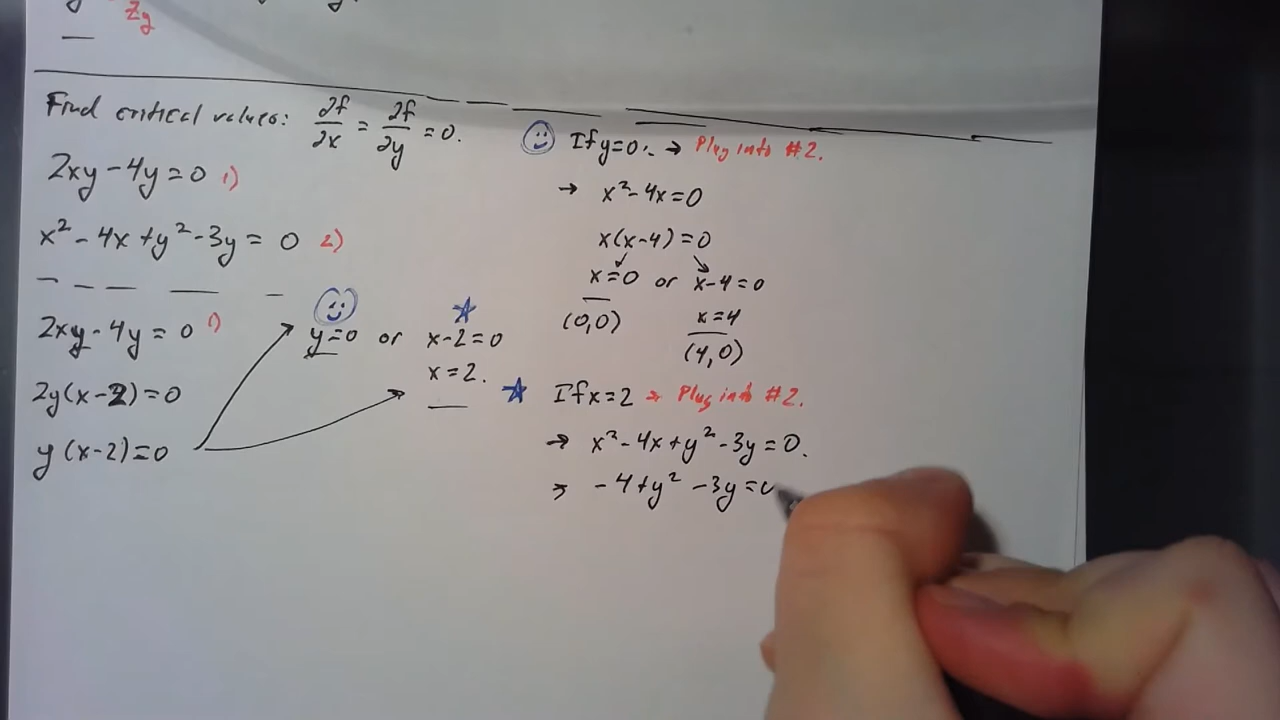 Zy
Find critical values: ∂f/∂x = ∂f/∂y = 0.
2xy - 4y = 0 1)
x² - 4x + y² - 3y = 0 2)
2xy - 4y = 0 1)
2y(x-2) = 0
y(x-2) = 0
y=0 or x-2=0
x=2.
If y=0: → Plug into #2.
→ x² - 4x = 0
x(x-4) = 0
x=0 or x-4=0
(0,0)
x=4
(4,0)
If x=2 → Plug into #2.
→ x² - 4x + y² - 3y = 0.
→ -4 + y² - 3y = 0